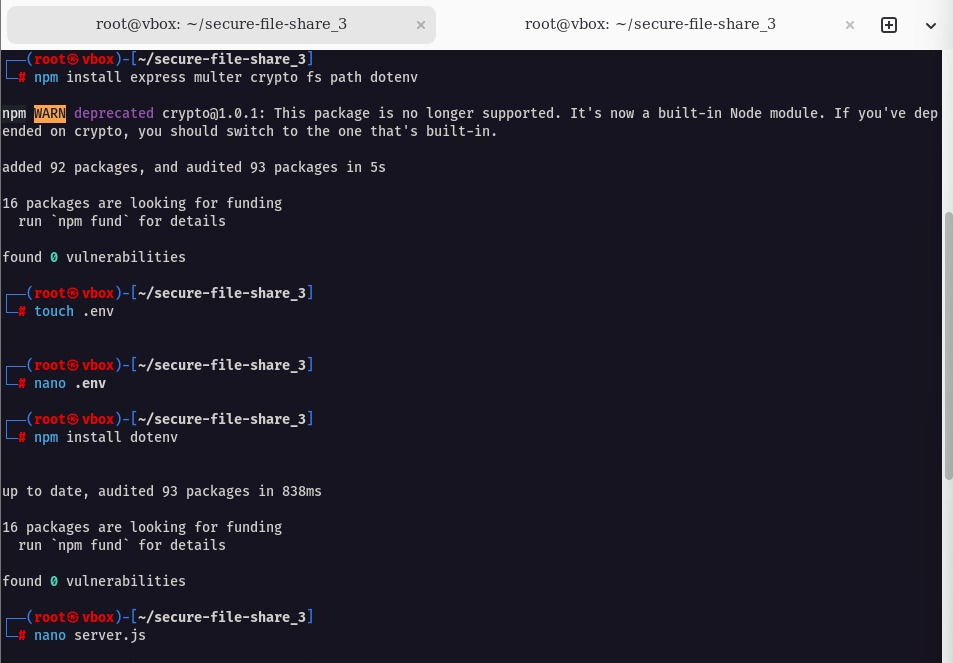 root@vbox: ~/secure-file-share_3 × root@vbox: ~/secure-file-share_3 ×
┌──(root㉿vbox)-[~/secure-file-share_3]
└─# npm install express multer crypto fs path dotenv
npm WARN deprecated crypto@1.0.1: This package is no longer supported. It's now a built-in Node module. If you've dep
ended on crypto, you should switch to the one that's built-in.
added 92 packages, and audited 93 packages in 5s
16 packages are looking for funding
  run `npm fund` for details
found 0 vulnerabilities
┌──(root㉿vbox)-[~/secure-file-share_3]
└─# touch .env
┌──(root㉿vbox)-[~/secure-file-share_3]
└─# nano .env
┌──(root㉿vbox)-[~/secure-file-share_3]
└─# npm install dotenv
up to date, audited 93 packages in 838ms
16 packages are looking for funding
  run `npm fund` for details
found 0 vulnerabilities
┌──(root㉿vbox)-[~/secure-file-share_3]
└─# nano server.js